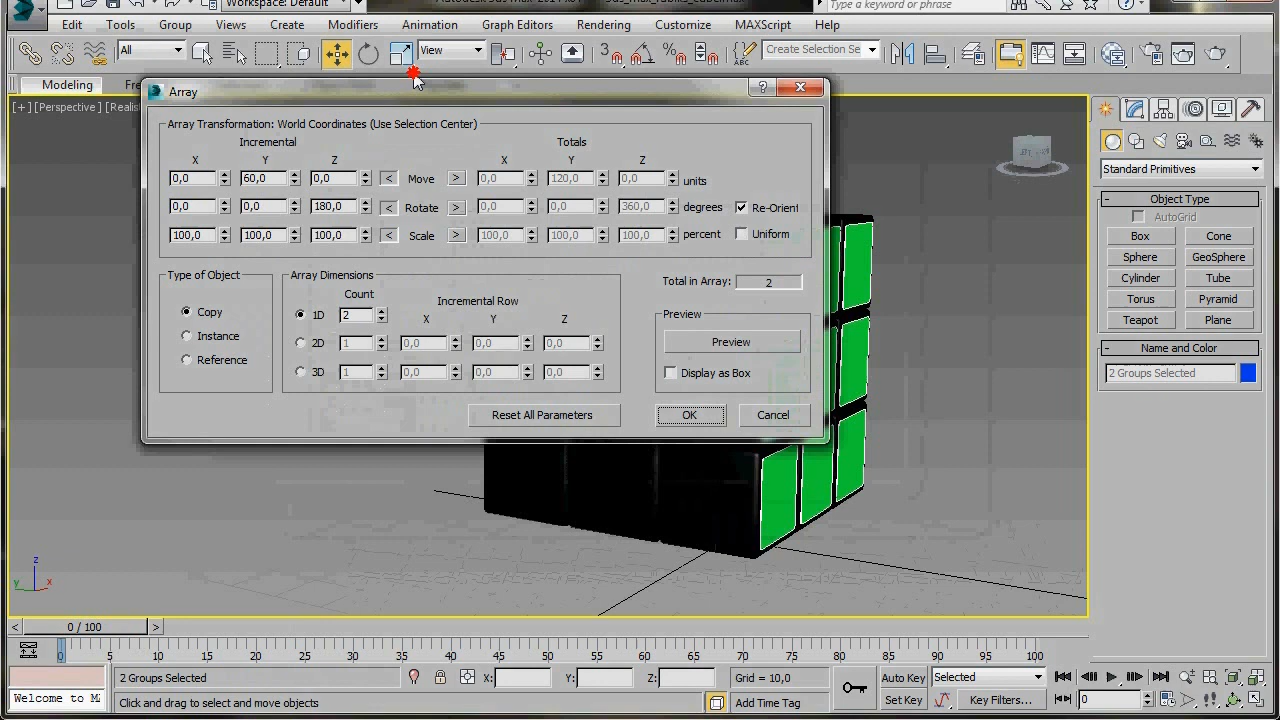 Workspace: Default
Type a keyword or phrase
Edit Tools Group Views Create Modifiers Animation Graph Editors Rendering Customize MAXScript Help
All View Create Selection Se
Modeling
[+] [Perspective] [Realis
Array
Array Transformation: World Coordinates (Use Selection Center)
Incremental Totals
X Y Z X Y Z
0,0 60,0 0,0 < Move > 0,0 120,0 0,0 units
0,0 0,0 180,0 < Rotate > 0,0 0,0 360,0 degrees Re-Orient
100,0 100,0 100,0 < Scale > 100,0 100,0 100,0 percent Uniform
Type of Object Array Dimensions Total in Array: 2
Count Incremental Row
X Y Z
Copy 1D 2 Preview
Instance 2D 1 0,0 0,0 0,0 Preview
Reference 3D 1 0,0 0,0 0,0 Display as Box
Reset All Parameters OK Cancel
Standard Primitives
- Object Type
AutoGrid
Box Cone
Sphere GeoSphere
Cylinder Tube
Torus Pyramid
Teapot Plane
- Name and Color
2 Groups Selected
z
y x
< 0 / 100 >
0 5 10 15 20 25 30 35 40 45 50 55 60 65 70 75 80 85 90 95 100
2 Groups Selected X: Y: Z: Grid = 10,0 Auto Key Selected
Welcome to M Click and drag to select and move objects Add Time Tag Set Key Key Filters... 0